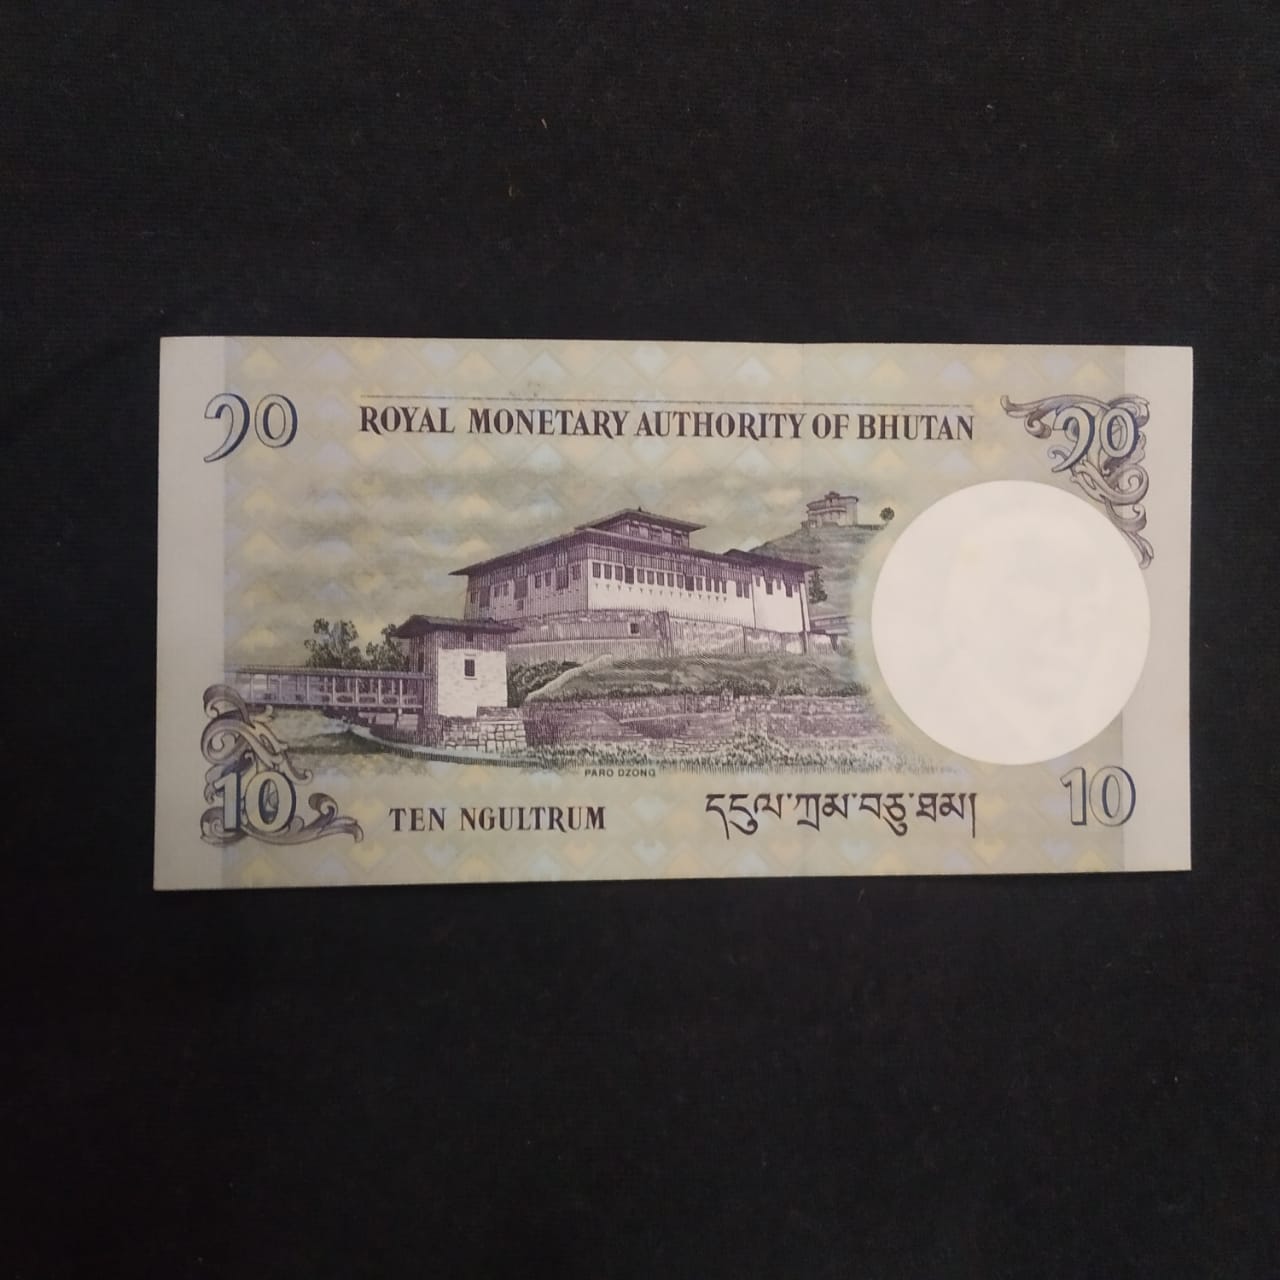 ༡༠ ROYAL MONETARY AUTHORITY OF BHUTAN ༡༠
PARO DZONG
10 TEN NGULTRUM དངུལ་ཀྲམ་བཅུ་ཐམ། 10